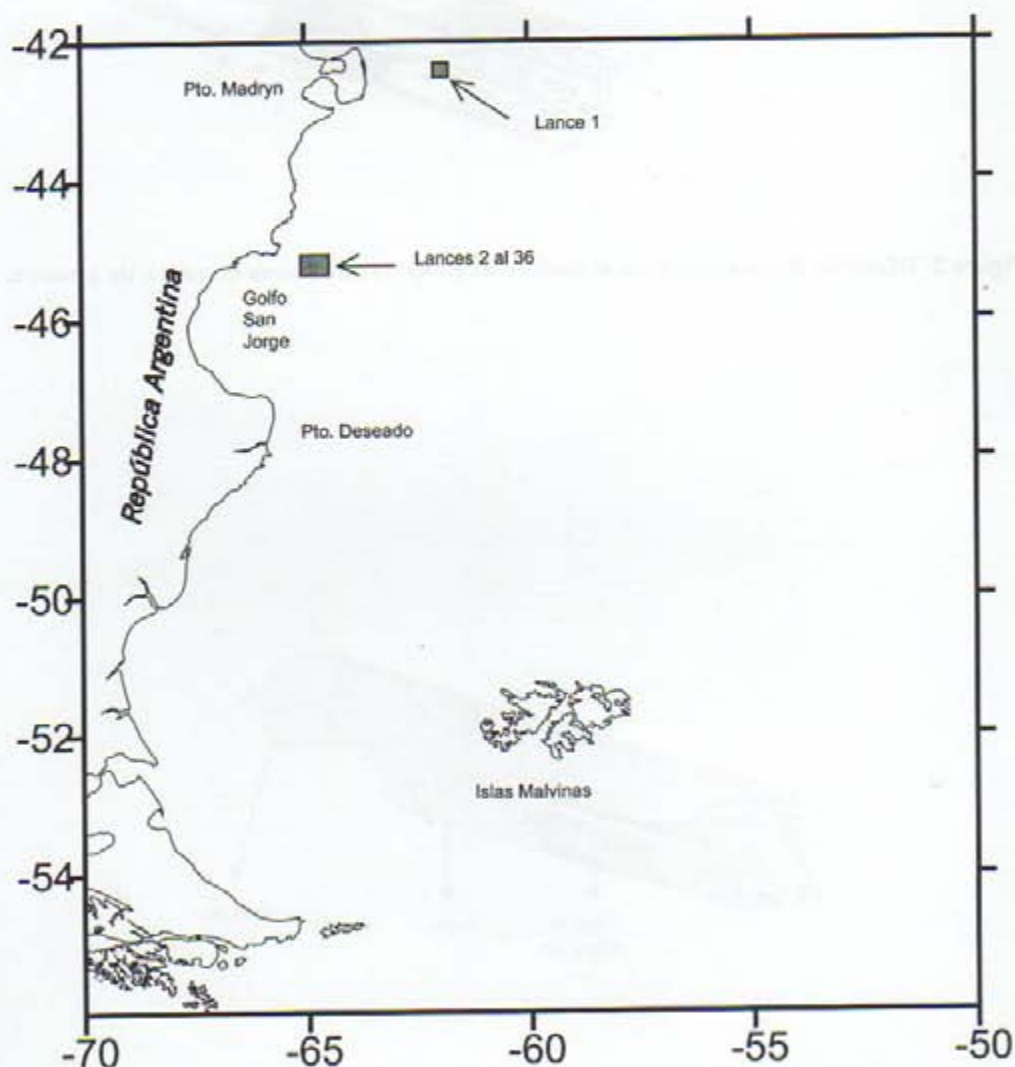 -42
Pto. Madryn
Lance 1
-44
Lances 2 al 36
Golfo
San
Jorge
-46
República Argentina
Pto. Deseado
-48
-50
-52
Islas Malvinas
-54
-70
-65
-60
-55
-50